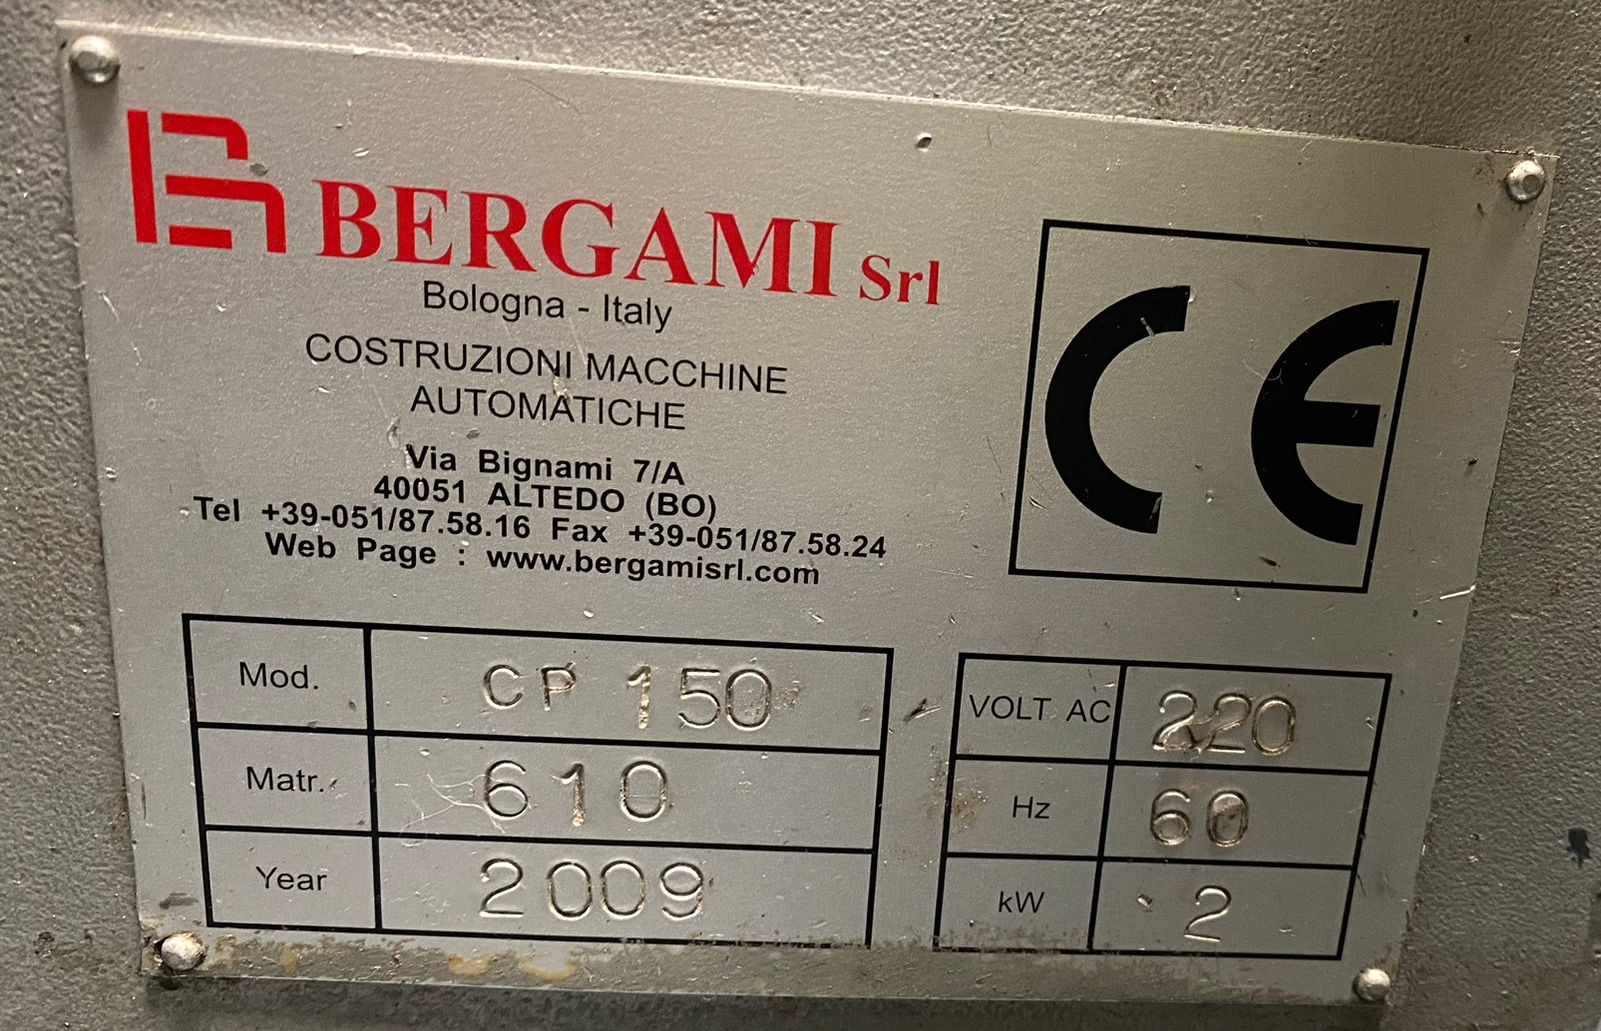 BERGAMI Srl
Bologna - Italy
COSTRUZIONI MACCHINE
AUTOMATICHE
Via Bignami 7/A
40051 ALTEDO (BO)
Tel +39-051/87.58.16 Fax +39-051/87.58.24
Web Page : www.bergamisrl.com
CE
Mod. CP 150
Matr. 610
Year 2009
VOLT AC 220
Hz 60
kW 2